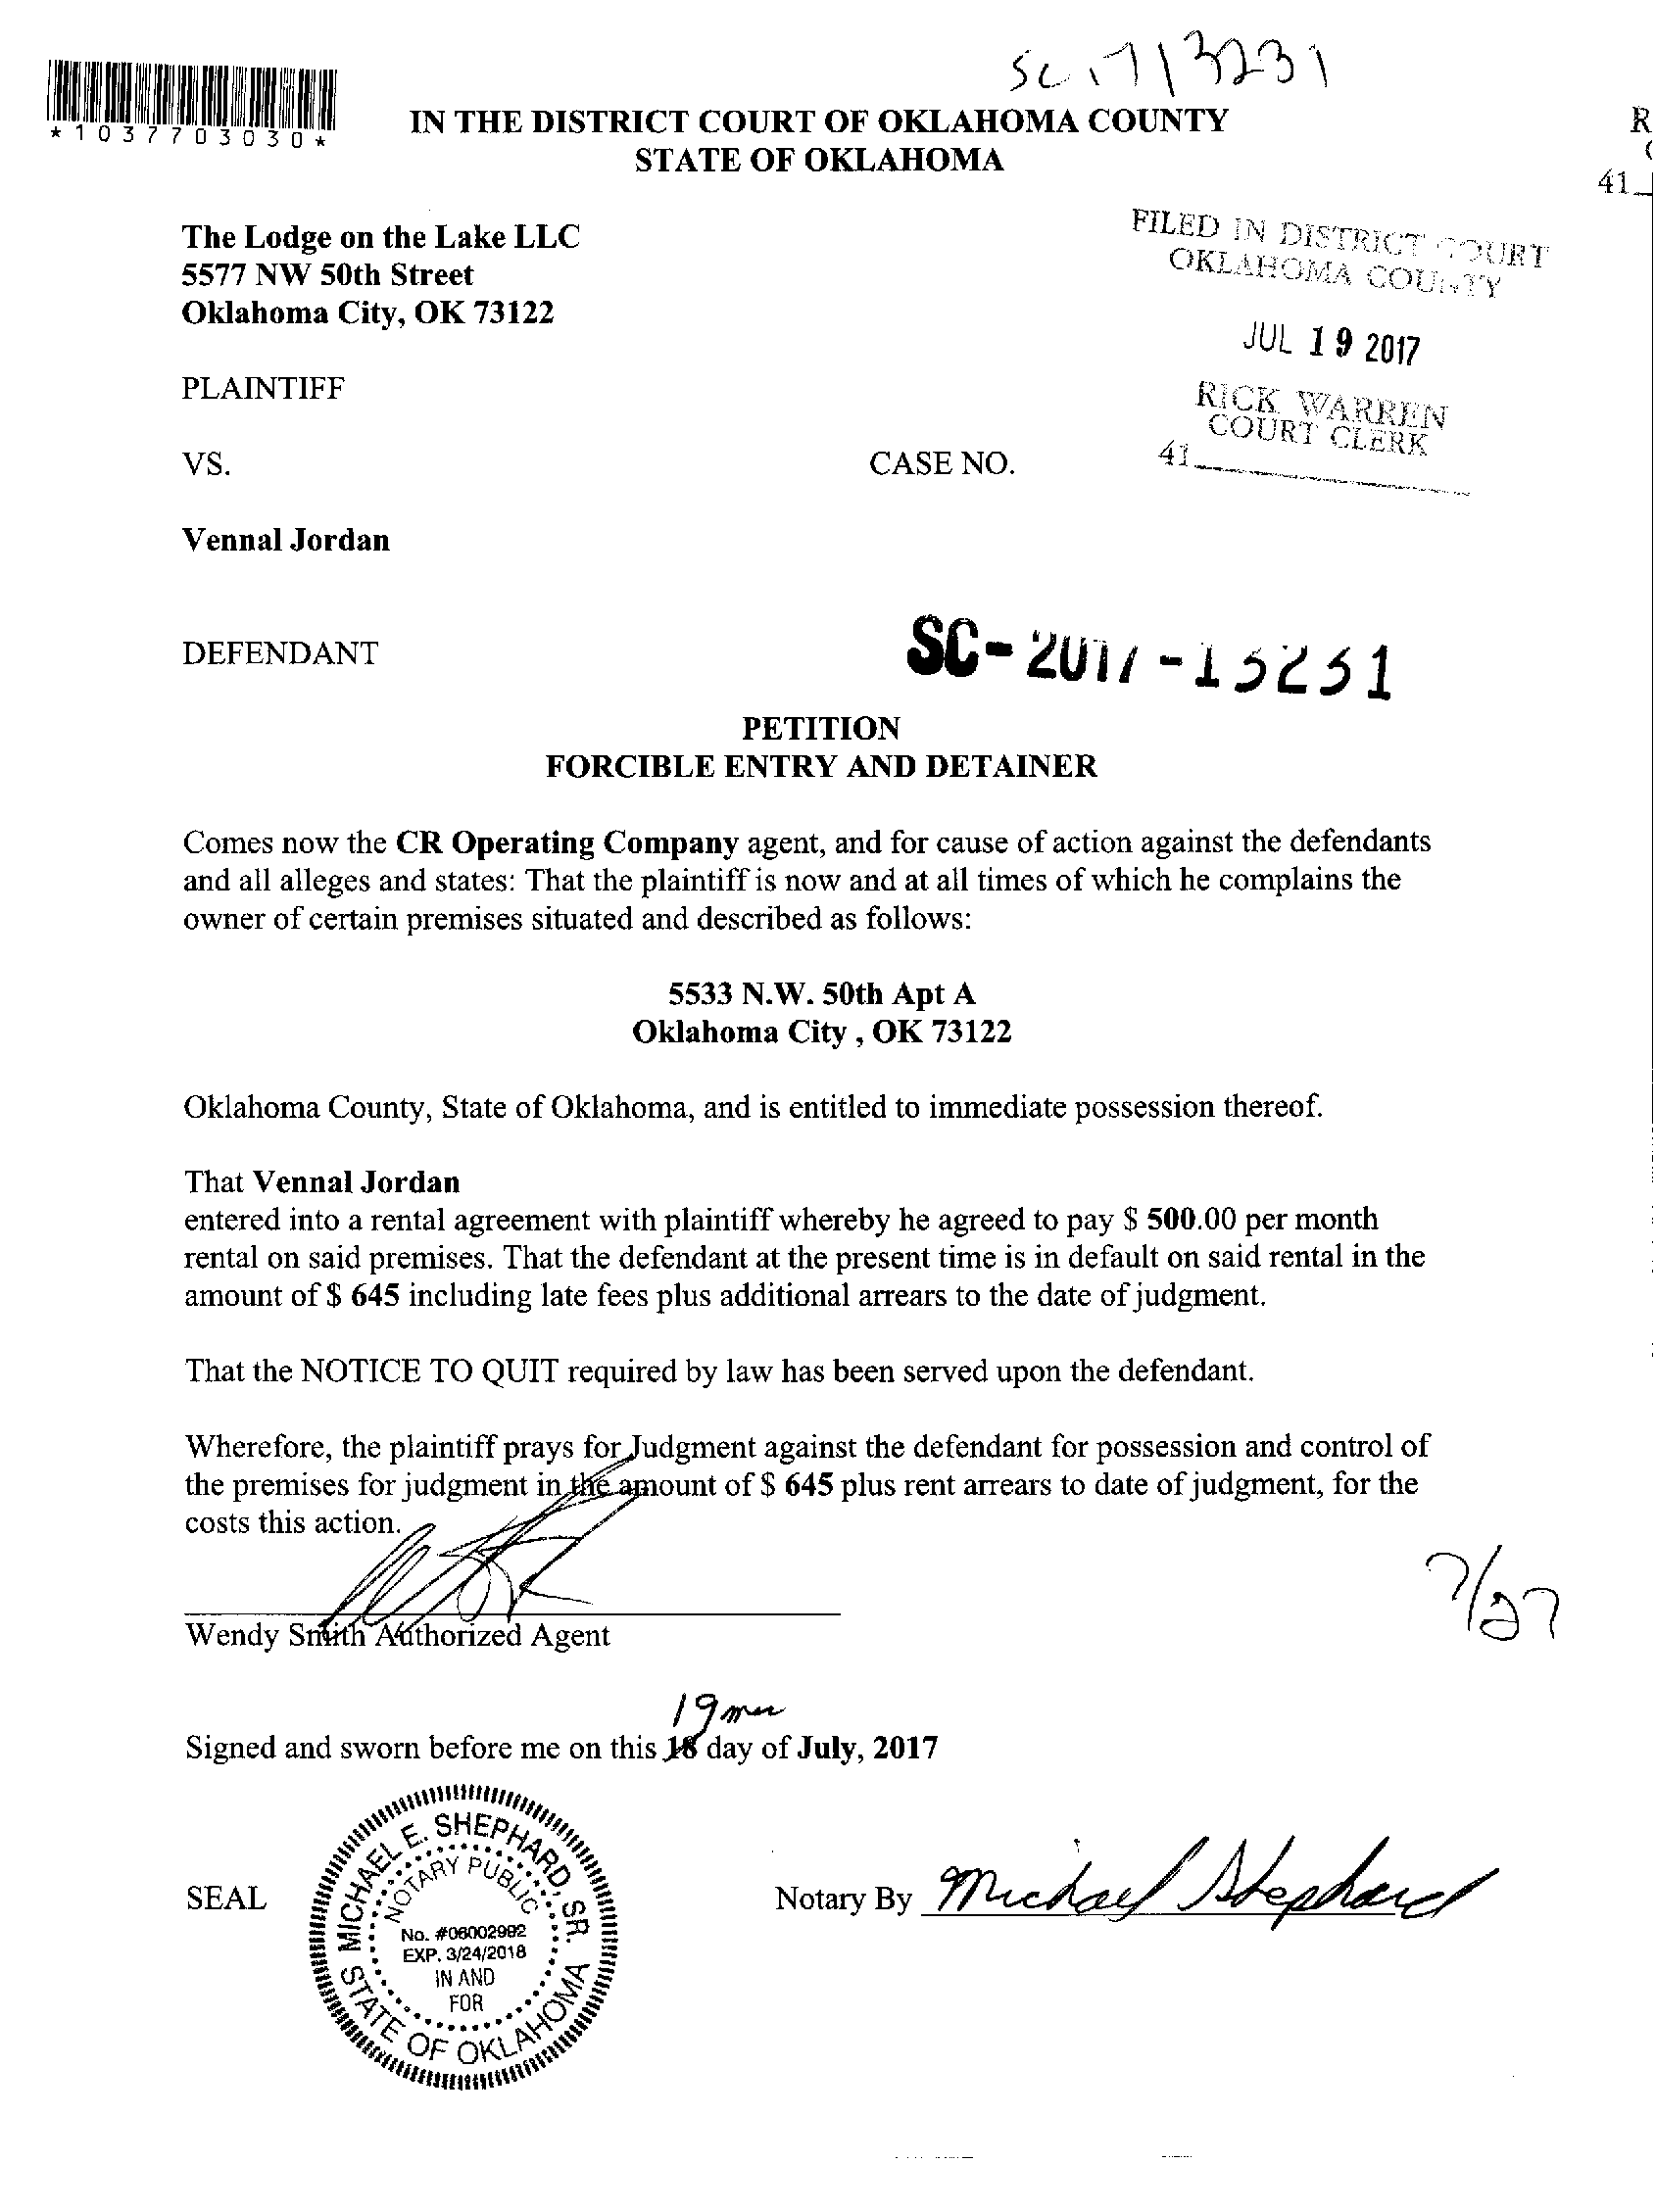 SC 17 13231
*1037703030*
IN THE DISTRICT COURT OF OKLAHOMA COUNTY
STATE OF OKLAHOMA
R
41
The Lodge on the Lake LLC
5577 NW 50th Street
Oklahoma City, OK 73122
FILED IN DISTRICT COURT
OKLAHOMA COUNTY
JUL 19 2017
RICK WARREN
COURT CLERK
41
PLAINTIFF
VS.
CASE NO.
Vennal Jordan
DEFENDANT
SC-2017-13231
PETITION
FORCIBLE ENTRY AND DETAINER
Comes now the CR Operating Company agent, and for cause of action against the defendants
and all alleges and states: That the plaintiff is now and at all times of which he complains the
owner of certain premises situated and described as follows:
5533 N.W. 50th Apt A
Oklahoma City , OK 73122
Oklahoma County, State of Oklahoma, and is entitled to immediate possession thereof.
That Vennal Jordan
entered into a rental agreement with plaintiff whereby he agreed to pay $ 500.00 per month
rental on said premises. That the defendant at the present time is in default on said rental in the
amount of $ 645 including late fees plus additional arrears to the date of judgment.
That the NOTICE TO QUIT required by law has been served upon the defendant.
Wherefore, the plaintiff prays for Judgment against the defendant for possession and control of
the premises for judgment in the amount of $ 645 plus rent arrears to date of judgment, for the
costs this action.
7/27
Wendy Smith Authorized Agent
19
Signed and sworn before me on this 18 day of July, 2017
SEAL
MICHAEL E. SHEPHARD, SR.
NOTARY PUBLIC
No. #06002992
EXP. 3/24/2018
IN AND
FOR
STATE OF OKLAHOMA
Notary By Michael Shephard